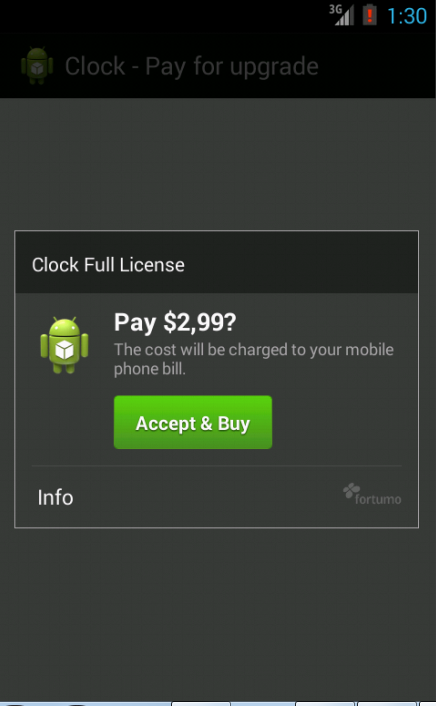 3G 1:30
Clock - Pay for upgrade
Clock Full License
Pay $2,99?
The cost will be charged to your mobile
phone bill.
Accept & Buy
Info
fortumo